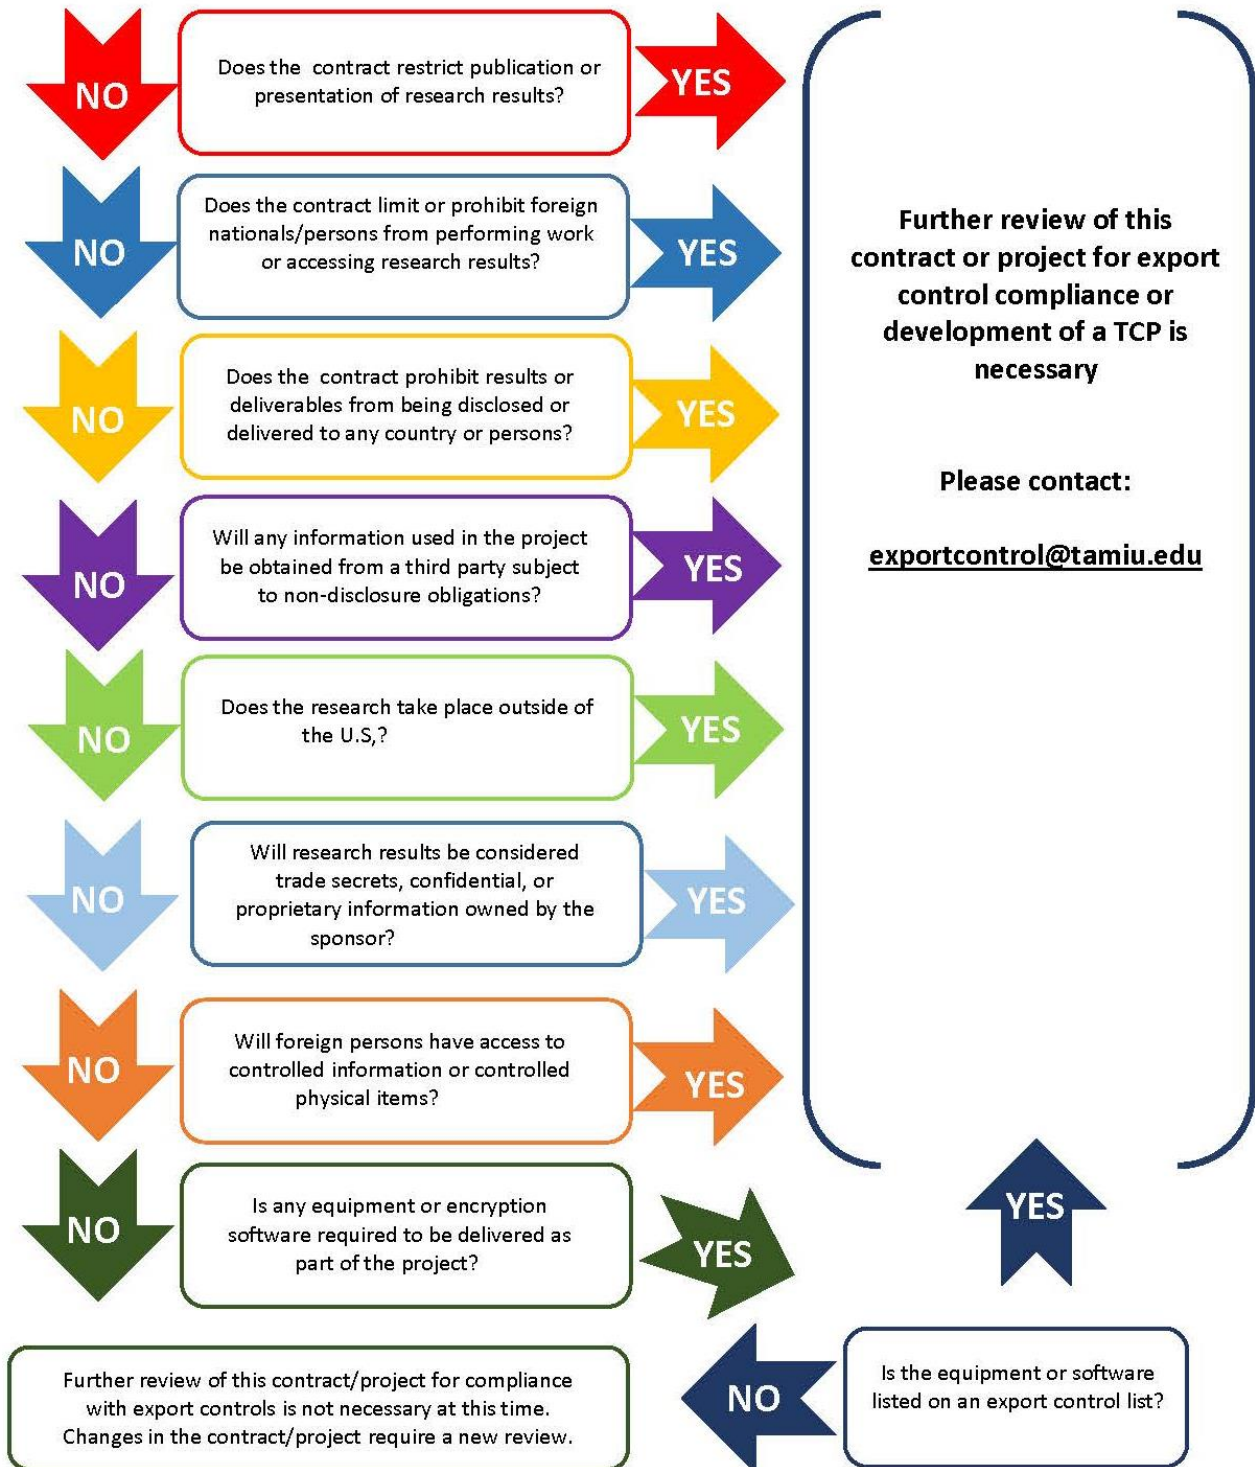 NO
Does the contract restrict publication or
presentation of research results?
YES
NO
Does the contract limit or prohibit foreign
nationals/persons from performing work
or accessing research results?
YES
NO
Does the contract prohibit results or
deliverables from being disclosed or
delivered to any country or persons?
YES
NO
Will any information used in the project
be obtained from a third party subject
to non-disclosure obligations?
YES
NO
Does the research take place outside of
the U.S,?
YES
NO
Will research results be considered
trade secrets, confidential, or
proprietary information owned by the
sponsor?
YES
NO
Will foreign persons have access to
controlled information or controlled
physical items?
YES
NO
Is any equipment or encryption
software required to be delivered as
part of the project?
YES
Further review of this
contract or project for export
control compliance or
development of a TCP is
necessary
Please contact:
exportcontrol@tamiu.edu
YES
Is the equipment or software
listed on an export control list?
NO
Further review of this contract/project for compliance
with export controls is not necessary at this time.
Changes in the contract/project require a new review.